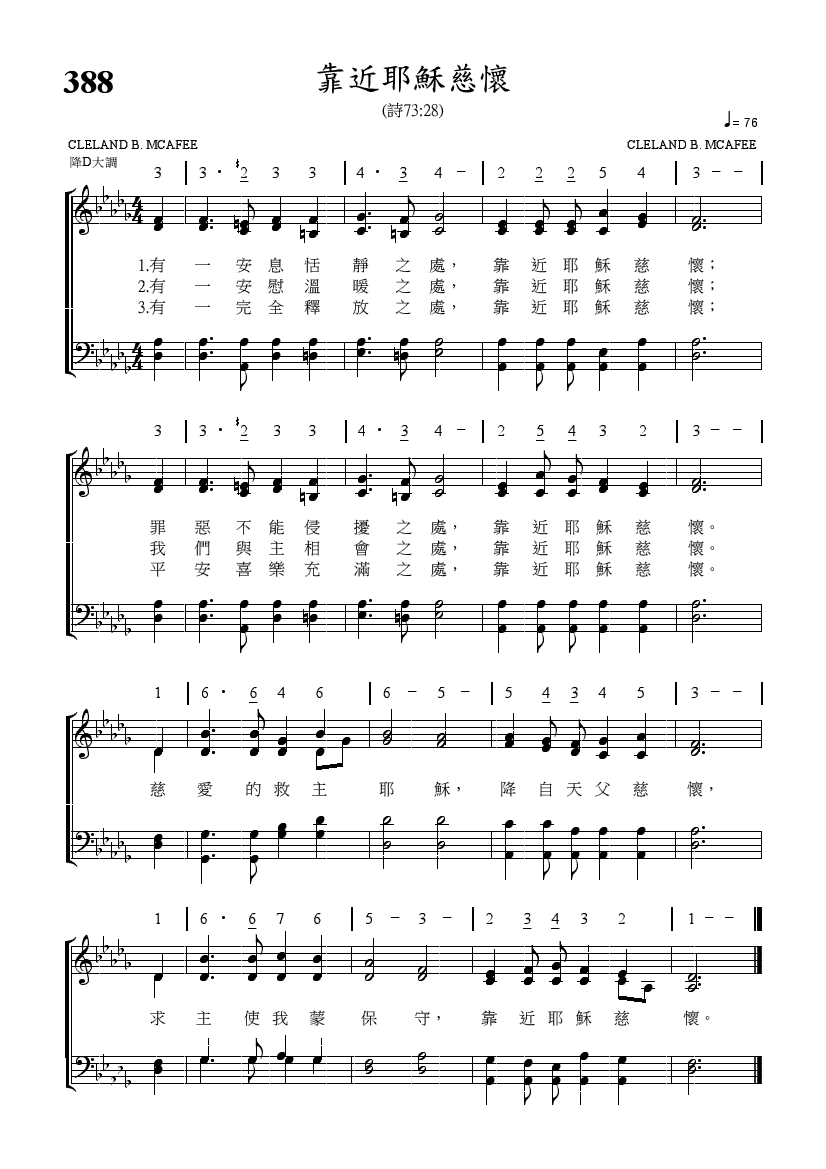 388
靠近耶穌慈懷
(詩73:28)
♩= 76
CLELAND B. MCAFEE
CLELAND B. MCAFEE
降D大調
3 | 3 · ♯2 3 3 | 4 · 3 4 − | 2 2 2 5 4 | 3 − − |
1.有一安息恬靜之處，靠近耶穌慈懷；
2.有一安慰溫暖之處，靠近耶穌慈懷；
3.有一完全釋放之處，靠近耶穌慈懷；
3 | 3 · ♯2 3 3 | 4 · 3 4 − | 2 5 4 3 2 | 3 − − |
罪惡不能侵擾之處，靠近耶穌慈懷。
我們與主相會之處，靠近耶穌慈懷。
平安喜樂充滿之處，靠近耶穌慈懷。
1 | 6 · 6 4 6 | 6 − 5 − | 5 4 3 4 5 | 3 − − |
慈愛的救主耶穌，降自天父慈懷，
1 | 6 · 6 7 6 | 5 − 3 − | 2 3 4 3 2 | 1 − − ‖
求主使我蒙保守，靠近耶穌慈懷。